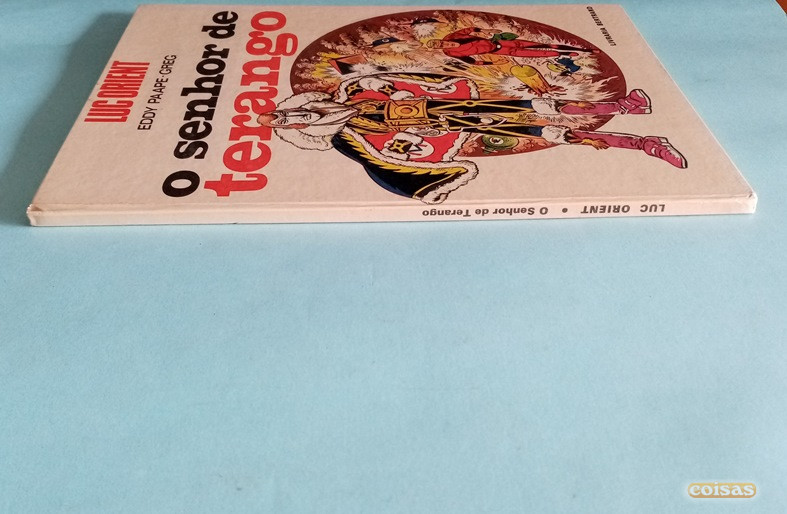 LUC ORIENT
EDDY PAAPE-GREG
o senhor de
terango
LIVRARIA BERTRAND
LUC ORIENT • O Senhor de Terango
coisas